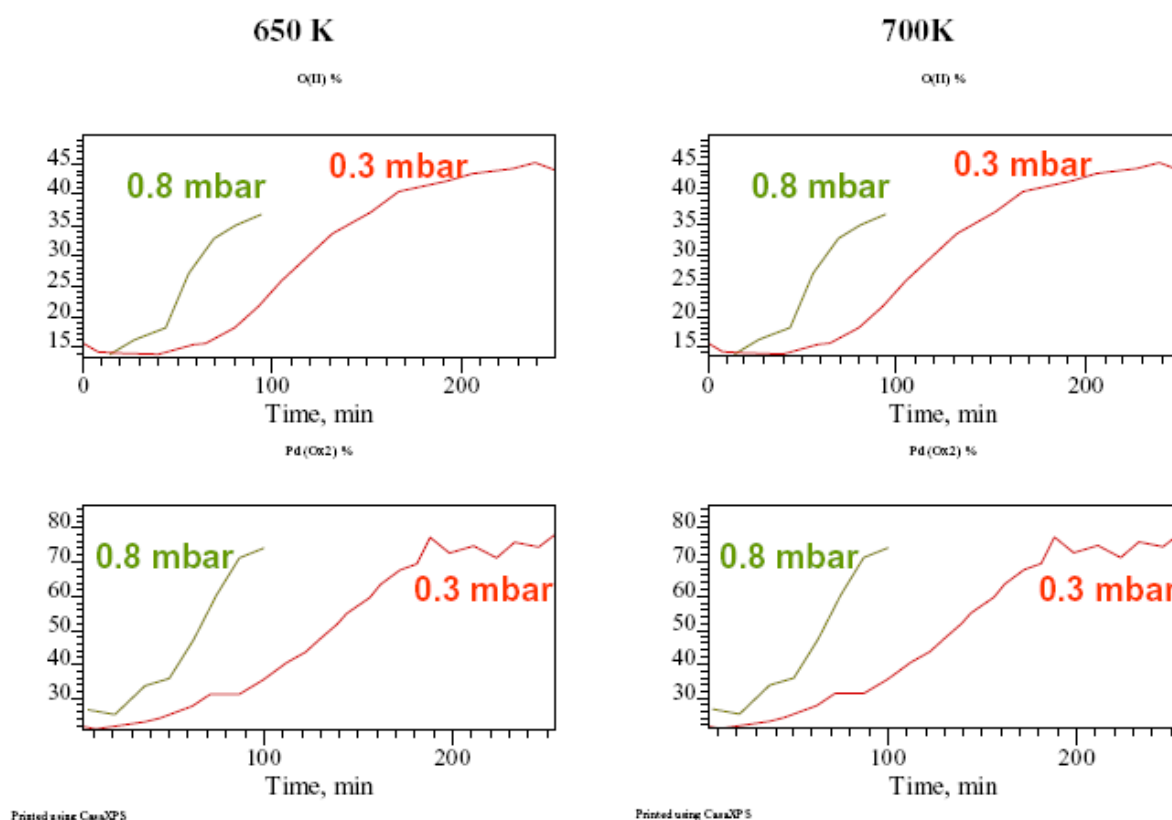 650 K
O(II) %
45
40
35
30
25
20
15
0.8 mbar
0.3 mbar
0 100 200
Time, min
Pd (Ox2) %
80
70
60
50
40
30
0.8 mbar
0.3 mbar
100 200
Time, min
Printed using CasaXPS
700K
O(II) %
45
40
35
30
25
20
15
0.8 mbar
0.3 mbar
0 100 200
Time, min
Pd (Ox2) %
80
70
60
50
40
30
0.8 mbar
0.3 mbar
100 200
Time, min
Printed using CasaXPS